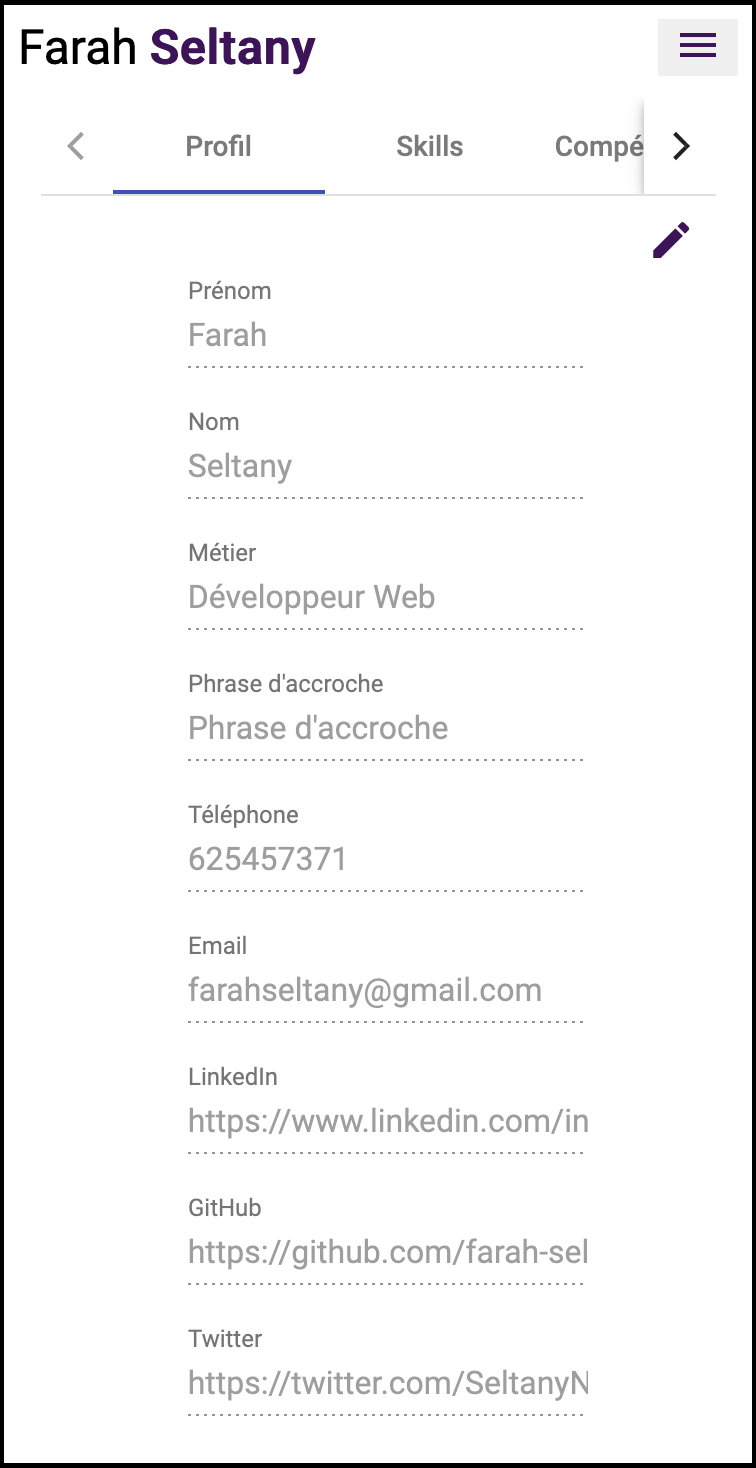 Farah Seltany
Profil Skills Compé
Prénom
Farah
Nom
Seltany
Métier
Développeur Web
Phrase d'accroche
Phrase d'accroche
Téléphone
625457371
Email
farahseltany@gmail.com
LinkedIn
https://www.linkedin.com/in
GitHub
https://github.com/farah-sel
Twitter
https://twitter.com/SeltanyN